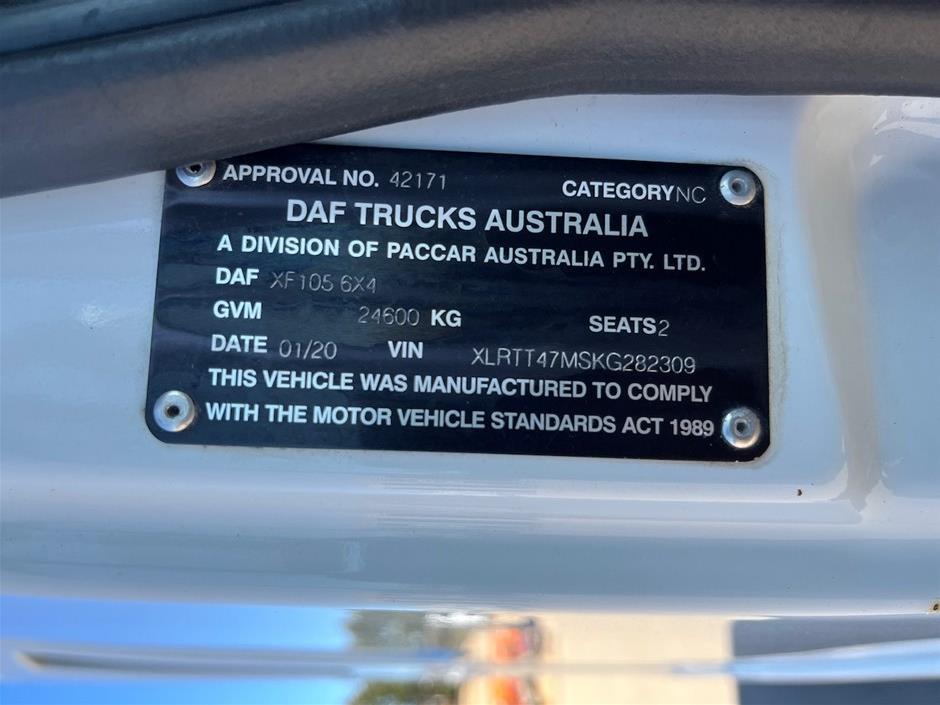 APPROVAL NO. 42171 CATEGORY NC
DAF TRUCKS AUSTRALIA
A DIVISION OF PACCAR AUSTRALIA PTY. LTD.
DAF XF105 6X4
GVM 24600 KG SEATS 2
DATE 01/20 VIN XLRTT47MSKG282309
THIS VEHICLE WAS MANUFACTURED TO COMPLY
WITH THE MOTOR VEHICLE STANDARDS ACT 1989